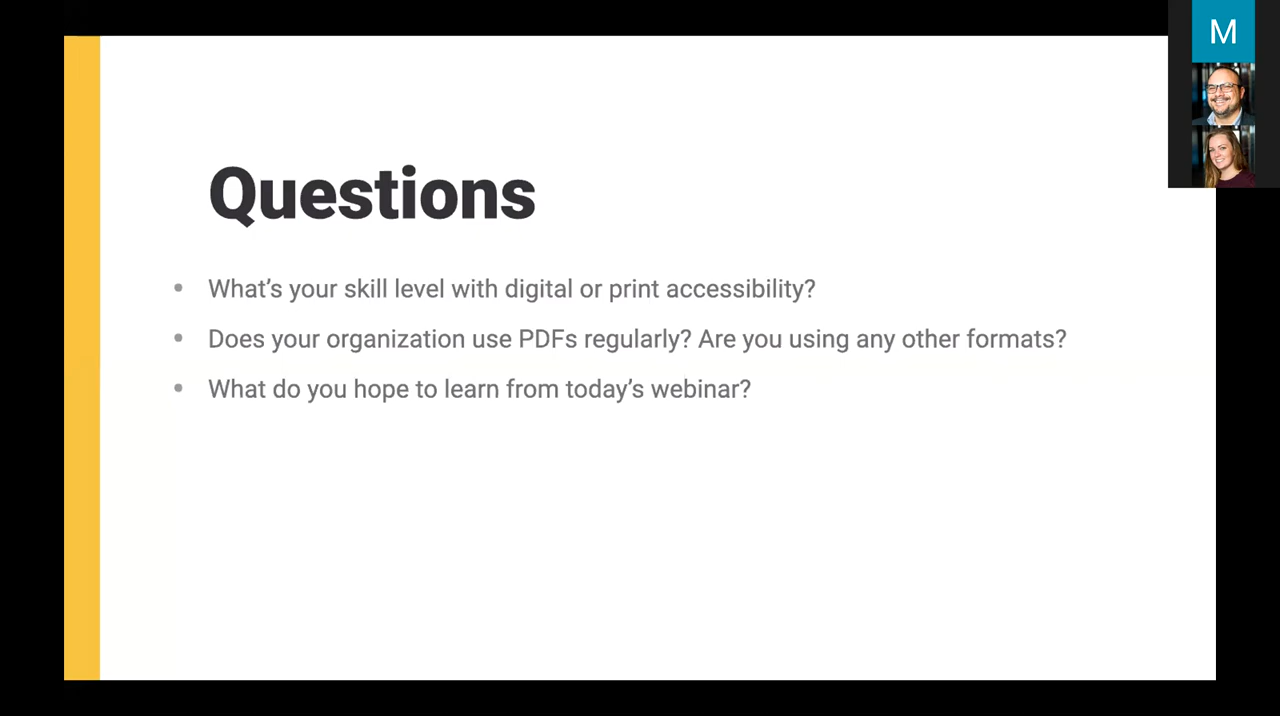 M
Questions
• What’s your skill level with digital or print accessibility?
• Does your organization use PDFs regularly? Are you using any other formats?
• What do you hope to learn from today’s webinar?